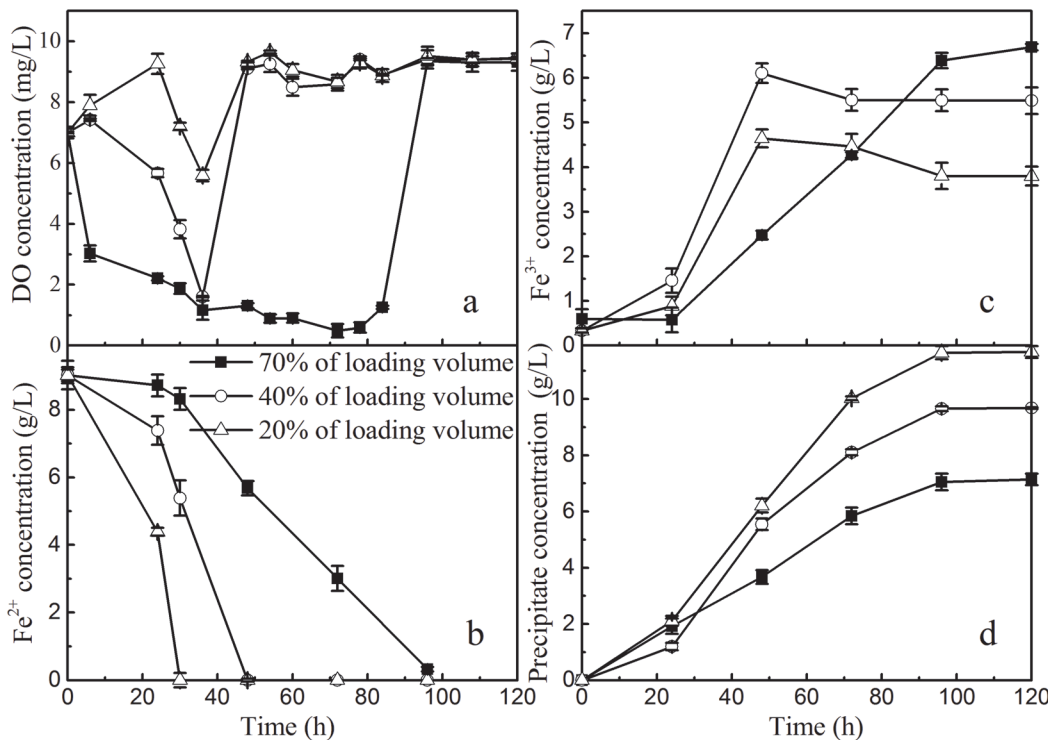 12
10
8
6
4
2
0
DO concentration (mg/L)
a
7
6
5
4
3
2
1
0
Fe3+ concentration (g/L)
c
8
6
4
2
0
Fe2+ concentration (g/L)
70% of loading volume
40% of loading volume
20% of loading volume
b
0 20 40 60 80 100 120
Time (h)
10
8
6
4
2
0
Precipitate concentration (g/L)
d
0 20 40 60 80 100 120
Time (h)